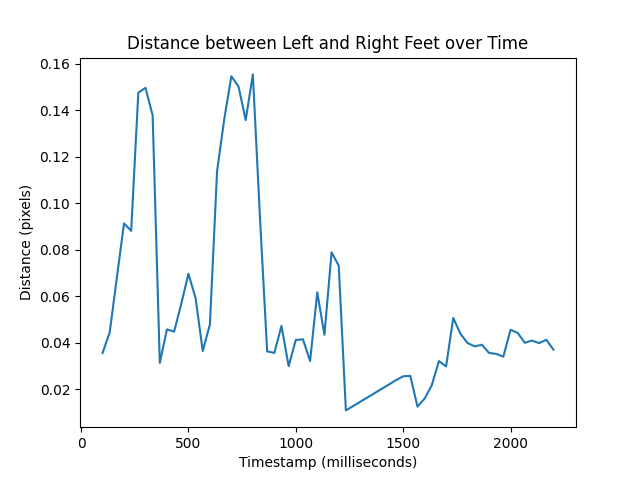 Distance between Left and Right Feet over Time
0.16
0.14
0.12
0.10
0.08
0.06
0.04
0.02
Distance (pixels)
0 500 1000 1500 2000
Timestamp (milliseconds)